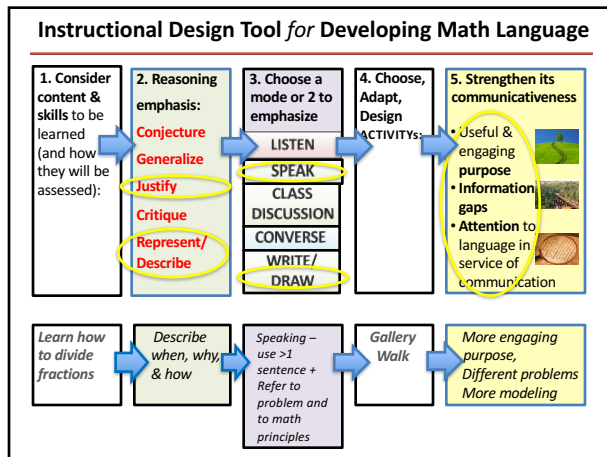 Instructional Design Tool for Developing Math Language
1. Consider
content &
skills to be
learned
(and how
they will be
assessed):
2. Reasoning
emphasis:
Conjecture
Generalize
Justify
Critique
Represent/
Describe
3. Choose a
mode or 2 to
emphasize
LISTEN
SPEAK
CLASS
DISCUSSION
CONVERSE
WRITE/
DRAW
4. Choose,
Adapt,
Design
ACTIVITY:
5. Strengthen its
communicativeness
• Useful &
engaging
purpose
• Information
gaps
• Attention to
language in
service of
communication
Learn how
to divide
fractions
Describe
when, why,
& how
Speaking –
use >1
sentence +
Refer to
problem and
to math
principles
Gallery
Walk
More engaging
purpose,
Different problems
More modeling